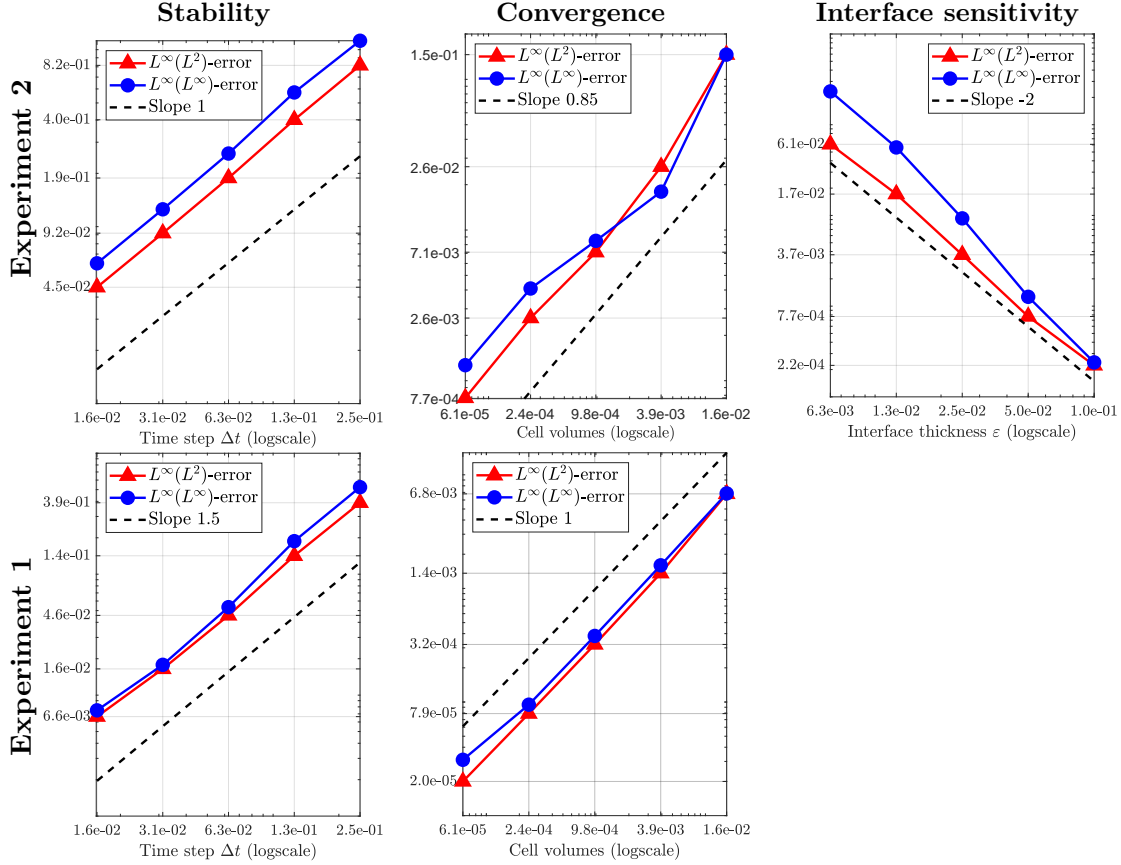 Stability
Convergence
Interface sensitivity
Experiment 2
L∞(L²)-error
L∞(L∞)-error
Slope 1
8.2e-01
4.0e-01
1.9e-01
9.2e-02
4.5e-02
1.6e-02 3.1e-02 6.3e-02 1.3e-01 2.5e-01
Time step Δt (logscale)
L∞(L²)-error
L∞(L∞)-error
Slope 0.85
1.5e-01
2.6e-02
7.1e-03
2.6e-03
7.7e-04
6.1e-05 2.4e-04 9.8e-04 3.9e-03 1.6e-02
Cell volumes (logscale)
L∞(L²)-error
L∞(L∞)-error
Slope -2
6.1e-02
1.7e-02
3.7e-03
7.7e-04
2.2e-04
6.3e-03 1.3e-02 2.5e-02 5.0e-02 1.0e-01
Interface thickness ε (logscale)
Experiment 1
L∞(L²)-error
L∞(L∞)-error
Slope 1.5
3.9e-01
1.4e-01
4.6e-02
1.6e-02
6.6e-03
1.6e-02 3.1e-02 6.3e-02 1.3e-01 2.5e-01
Time step Δt (logscale)
L∞(L²)-error
L∞(L∞)-error
Slope 1
6.8e-03
1.4e-03
3.2e-04
7.9e-05
2.0e-05
6.1e-05 2.4e-04 9.8e-04 3.9e-03 1.6e-02
Cell volumes (logscale)